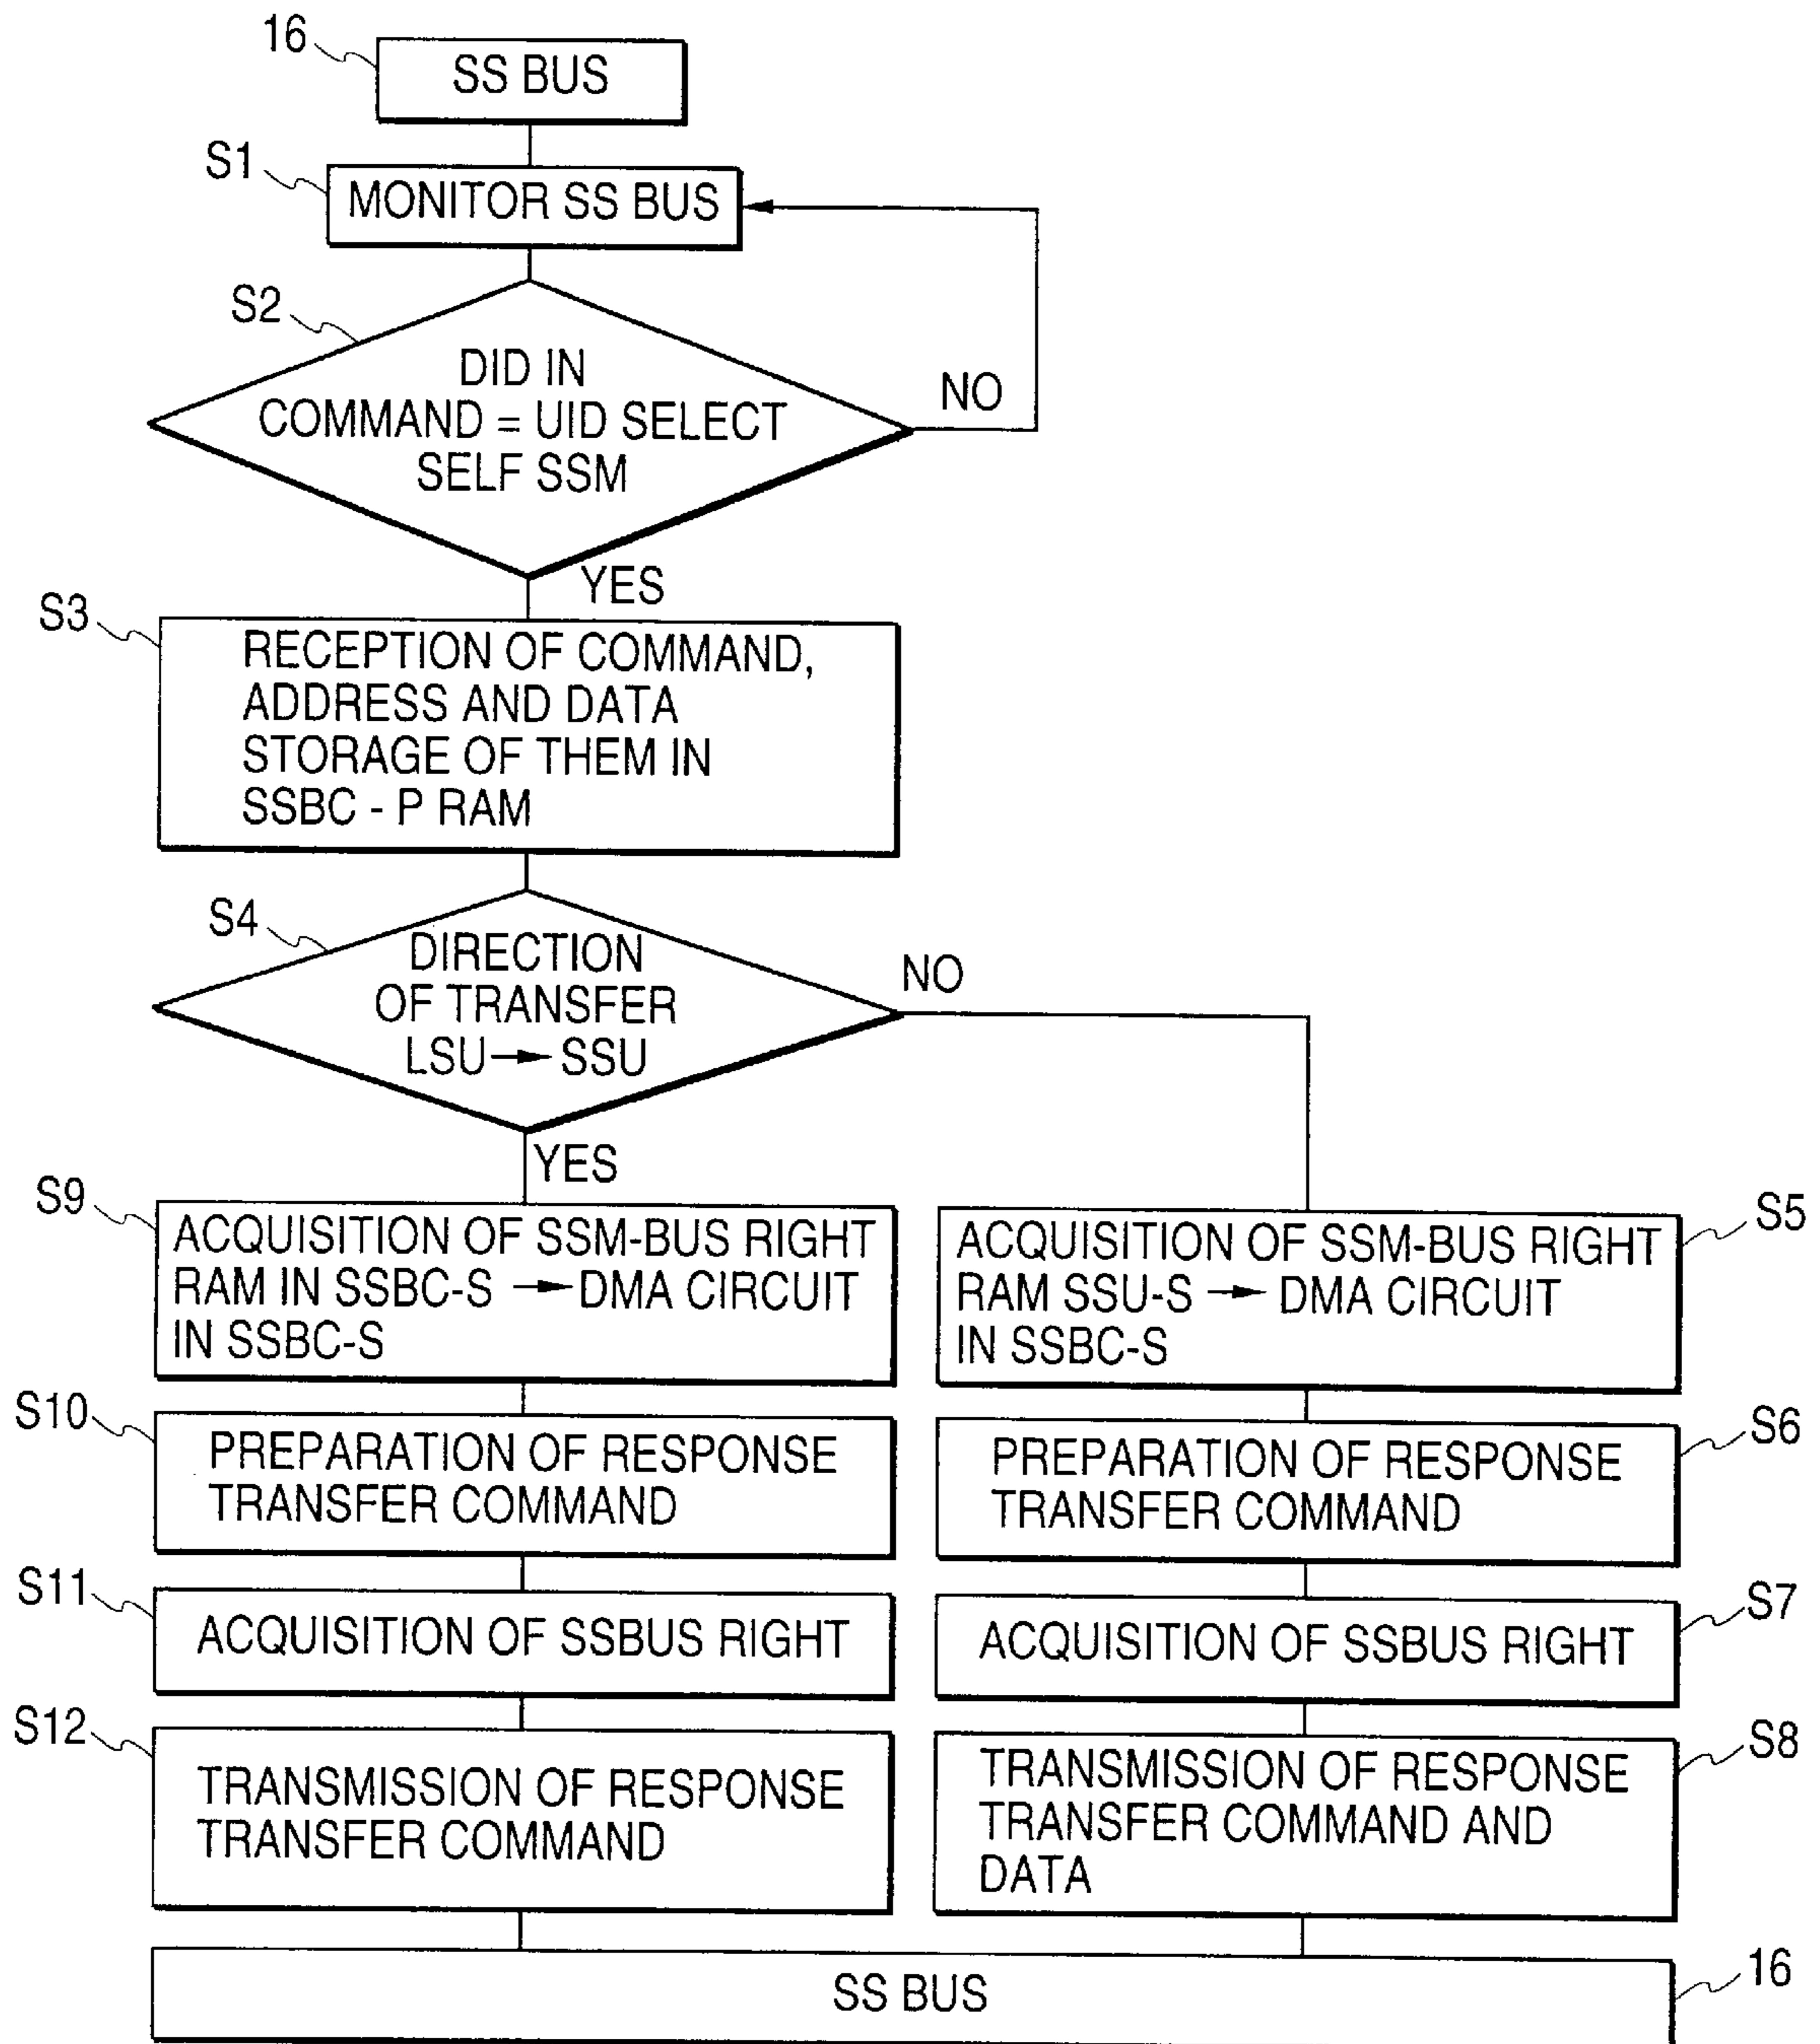 16
SS BUS
S1
MONITOR SS BUS
S2
DID IN
COMMAND = UID SELECT
SELF SSM
NO
YES
S3
RECEPTION OF COMMAND,
ADDRESS AND DATA
STORAGE OF THEM IN
SSBC - P RAM
S4
DIRECTION
OF TRANSFER
LSU → SSU
NO
YES
S9
ACQUISITION OF SSM-BUS RIGHT
RAM IN SSBC-S → DMA CIRCUIT
IN SSBC-S
S5
ACQUISITION OF SSM-BUS RIGHT
RAM SSU-S → DMA CIRCUIT
IN SSBC-S
S10
PREPARATION OF RESPONSE
TRANSFER COMMAND
S6
PREPARATION OF RESPONSE
TRANSFER COMMAND
S11
ACQUISITION OF SSBUS RIGHT
S7
ACQUISITION OF SSBUS RIGHT
S12
TRANSMISSION OF RESPONSE
TRANSFER COMMAND
S8
TRANSMISSION OF RESPONSE
TRANSFER COMMAND AND
DATA
SS BUS
16